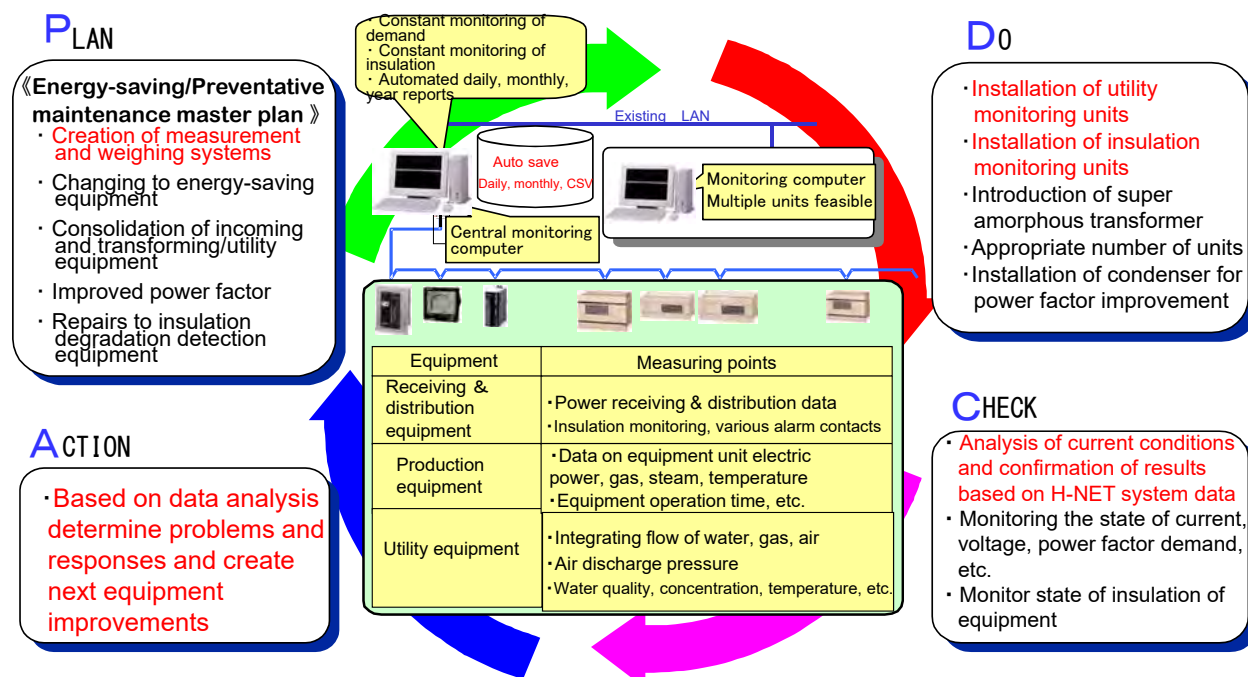 PLAN
《Energy-saving/Preventative
maintenance master plan 》
・Creation of measurement
and weighing systems
・Changing to energy-saving
equipment
・Consolidation of incoming
and transforming/utility
equipment
・Improved power factor
・Repairs to insulation
degradation detection
equipment
・Constant monitoring of
demand
・Constant monitoring of
insulation
・Automated daily, monthly,
year reports
Existing LAN
Auto save
Daily, monthly, CSV
Central monitoring
computer
Monitoring computer
Multiple units feasible
DO
・Installation of utility
monitoring units
・Installation of insulation
monitoring units
・Introduction of super
amorphous transformer
・Appropriate number of units
・Installation of condenser for
power factor improvement
Equipment
Measuring points
Receiving &
distribution
equipment
・Power receiving & distribution data
・Insulation monitoring, various alarm contacts
Production
equipment
・Data on equipment unit electric
power, gas, steam, temperature
・Equipment operation time, etc.
Utility equipment
・Integrating flow of water, gas, air
・Air discharge pressure
・Water quality, concentration, temperature, etc.
CHECK
・Analysis of current conditions
and confirmation of results
based on H-NET system data
・Monitoring the state of current,
voltage, power factor demand,
etc.
・Monitor state of insulation of
equipment
ACTION
・Based on data analysis
determine problems and
responses and create
next equipment
improvements